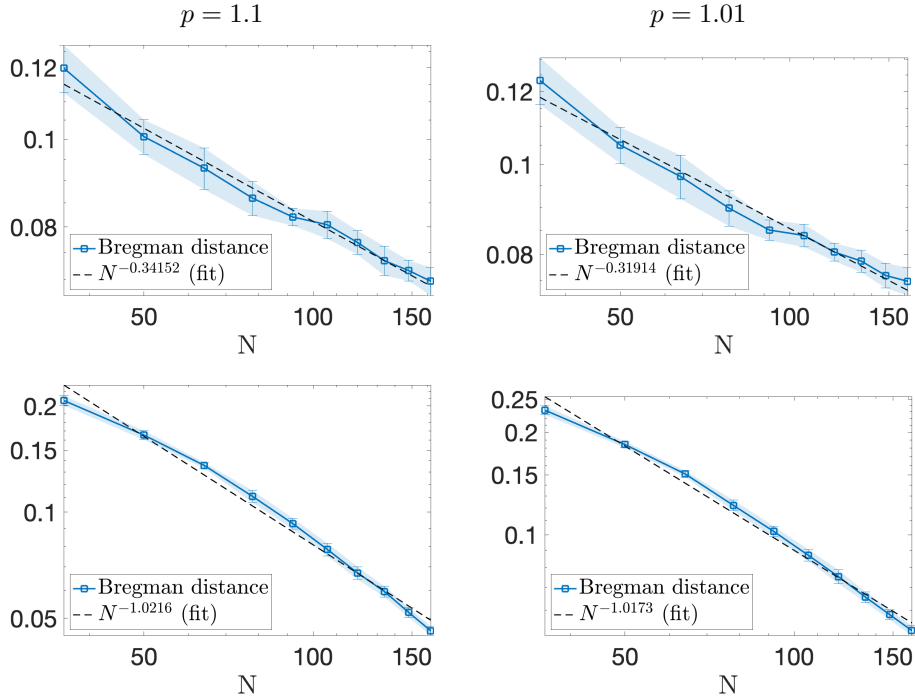 p = 1.1
p = 1.01
0.12
0.1
0.08
Bregman distance
N^{-0.34152} (fit)
50
100
150
N
0.12
0.1
0.08
Bregman distance
N^{-0.31914} (fit)
50
100
150
N
0.2
0.15
0.1
0.05
Bregman distance
N^{-1.0216} (fit)
50
100
150
N
0.25
0.2
0.15
0.1
Bregman distance
N^{-1.0173} (fit)
50
100
150
N